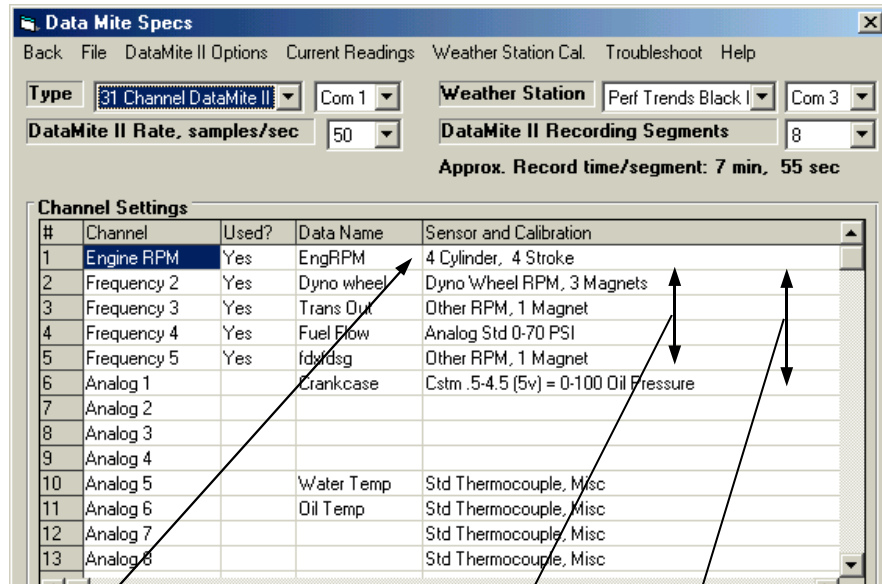 Data Mite Specs
Back File DataMite II Options Current Readings Weather Station Cal. Troubleshoot Help
Type 31 Channel DataMite II Com 1 Weather Station Perf Trends Black I Com 3
DataMite II Rate, samples/sec 50 DataMite II Recording Segments 8
Approx. Record time/segment: 7 min, 55 sec
Channel Settings
# Channel Used? Data Name Sensor and Calibration
1 Engine RPM Yes EngRPM 4 Cylinder, 4 Stroke
2 Frequency 2 Yes Dyno wheel Dyno Wheel RPM, 3 Magnets
3 Frequency 3 Yes Trans Out Other RPM, 1 Magnet
4 Frequency 4 Yes Fuel Flow Analog Std 0-70 PSI
5 Frequency 5 Yes Other RPM, 1 Magnet
6 Analog 1 Crankcase Cstm .5-4.5 (5v) = 0-100 Oil Pressure
7 Analog 2
8 Analog 3
9 Analog 4
10 Analog 5 Water Temp Std Thermocouple, Misc
11 Analog 6 Oil Temp Std Thermocouple, Misc
12 Analog 7 Std Thermocouple, Misc
13 Analog 8 Std Thermocouple, Misc